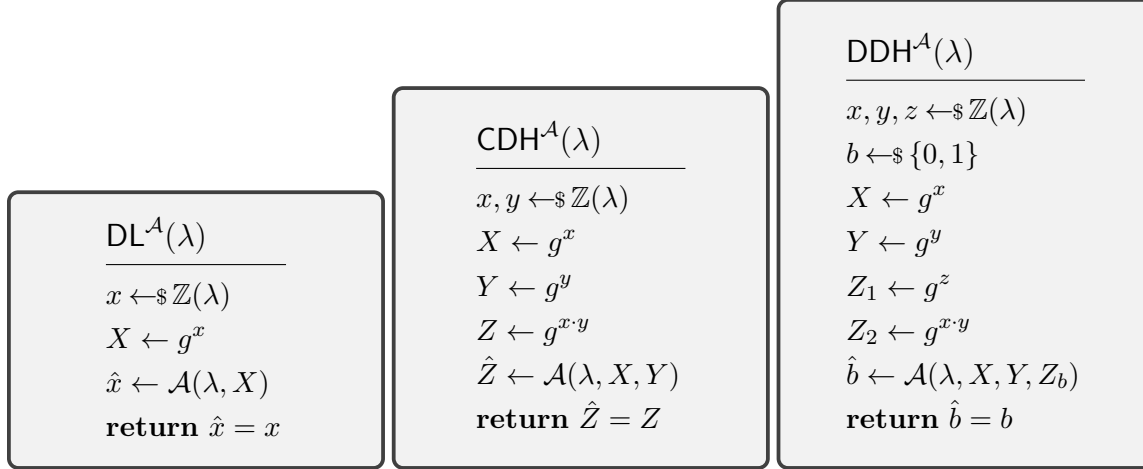 DL^𝒜(λ)
x ←$ ℤ(λ)
X ← g^x
x̂ ← 𝒜(λ, X)
return x̂ = x
CDH^𝒜(λ)
x, y ←$ ℤ(λ)
X ← g^x
Y ← g^y
Z ← g^{x·y}
Ẑ ← 𝒜(λ, X, Y)
return Ẑ = Z
DDH^𝒜(λ)
x, y, z ←$ ℤ(λ)
b ←$ {0, 1}
X ← g^x
Y ← g^y
Z_1 ← g^z
Z_2 ← g^{x·y}
b̂ ← 𝒜(λ, X, Y, Z_b)
return b̂ = b